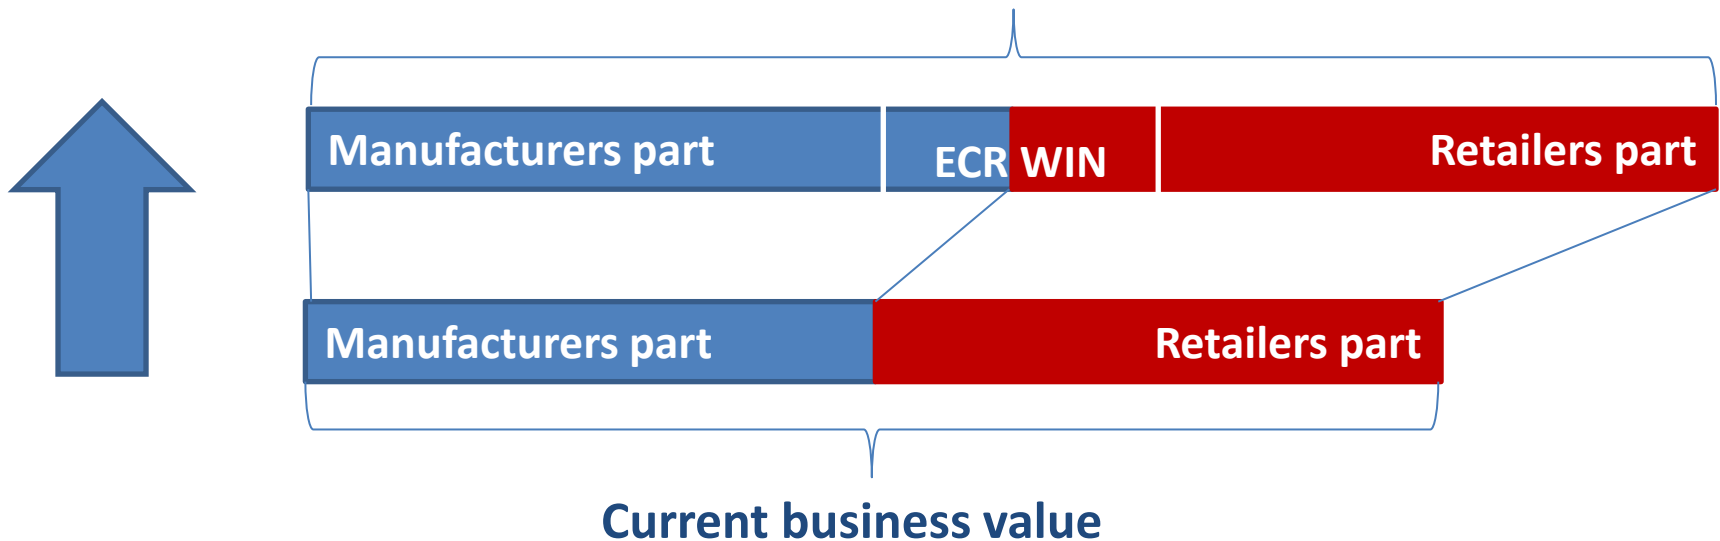 Manufacturers part ECR WIN Retailers part
Manufacturers part Retailers part
Current business value